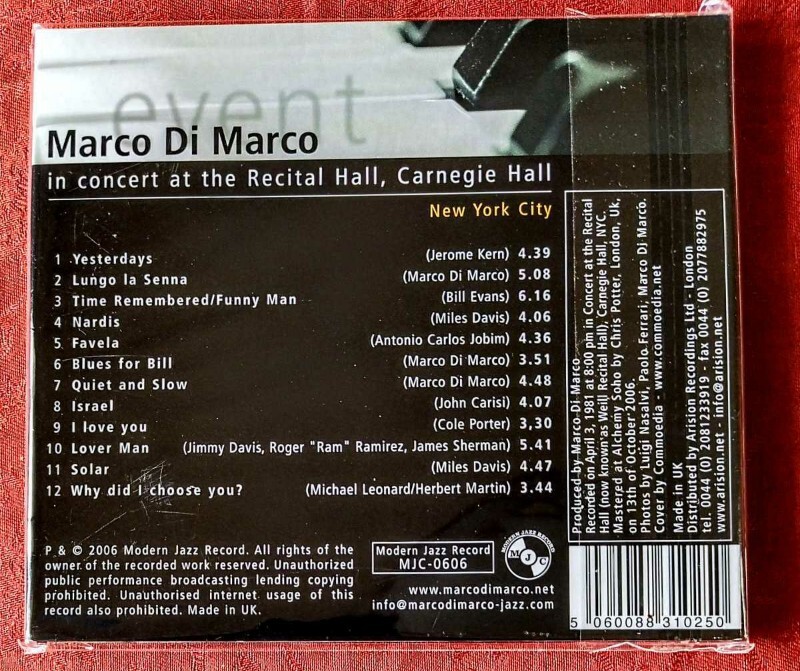 event
Marco Di Marco
in concert at the Recital Hall, Carnegie Hall
New York City
1 Yesterdays (Jerome Kern) 4.39
2 Lungo la Senna (Marco Di Marco) 5.08
3 Time Remembered/Funny Man (Bill Evans) 6.16
4 Nardis (Miles Davis) 4.06
5 Favela (Antonio Carlos Jobim) 4.36
6 Blues for Bill (Marco Di Marco) 3.51
7 Quiet and Slow (Marco Di Marco) 4.48
8 Israel (John Carisi) 4.07
9 I love you (Cole Porter) 3,30
10 Lover Man (Jimmy Davis, Roger "Ram" Ramirez, James Sherman) 5.41
11 Solar (Miles Davis) 4.47
12 Why did I choose you? (Michael Leonard/Herbert Martin) 3.44
P. & © 2006 Modern Jazz Record. All rights of the
owner of the recorded work reserved. Unauthorized
public performance broadcasting lending copying
prohibited. Unauthorised internet usage of this
record also prohibited. Made in UK.
Modern Jazz Record
MJC-0606
MODERN JAZZ RECORD
MJC
www.marcodimarco.net
info@marcodimarco-jazz.com
Produced by Marco Di Marco
Recorded on April 3, 1981 at 8:00 pm in Concert at the Recital
Hall (now known as Weill Recital Hall), Carnegie Hall, NYC.
Mastered at Alchemy Soho by Chris Potter, London, UK,
on 13th of October 2006.
Photos by Luigi Nasalvi, Paolo Ferrari, Marco Di Marco.
Cover by Commoedia - www.commoedia.net
Made in UK
Distributed by Arision Recordings Ltd - London
tel. 0044 (0) 2081233919 - fax 0044 (0) 2077882975
www.arision.net - info@arision.net
5 060088 310250